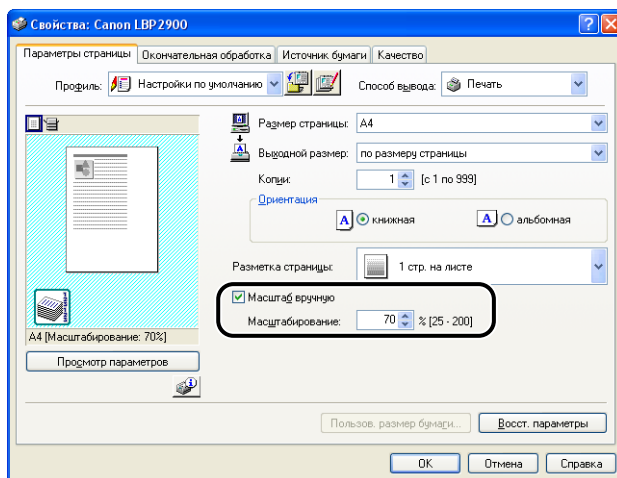 Свойства: Canon LBP2900
Параметры страницы Окончательная обработка Источник бумаги Качество
Профиль: Настройки по умолчанию Способ вывода: Печать
Размер страницы: A4
Выходной размер: по размеру страницы
Копии: 1 [с 1 по 999]
Ориентация
A книжная A альбомная
Разметка страницы: 1 стр. на листе
Масштаб вручную
Масштабирование: 70 % [25 - 200]
A4 [Масштабирование: 70%]
Просмотр параметров
Пользов. размер бумаги... Восст. параметры
OK Отмена Справка